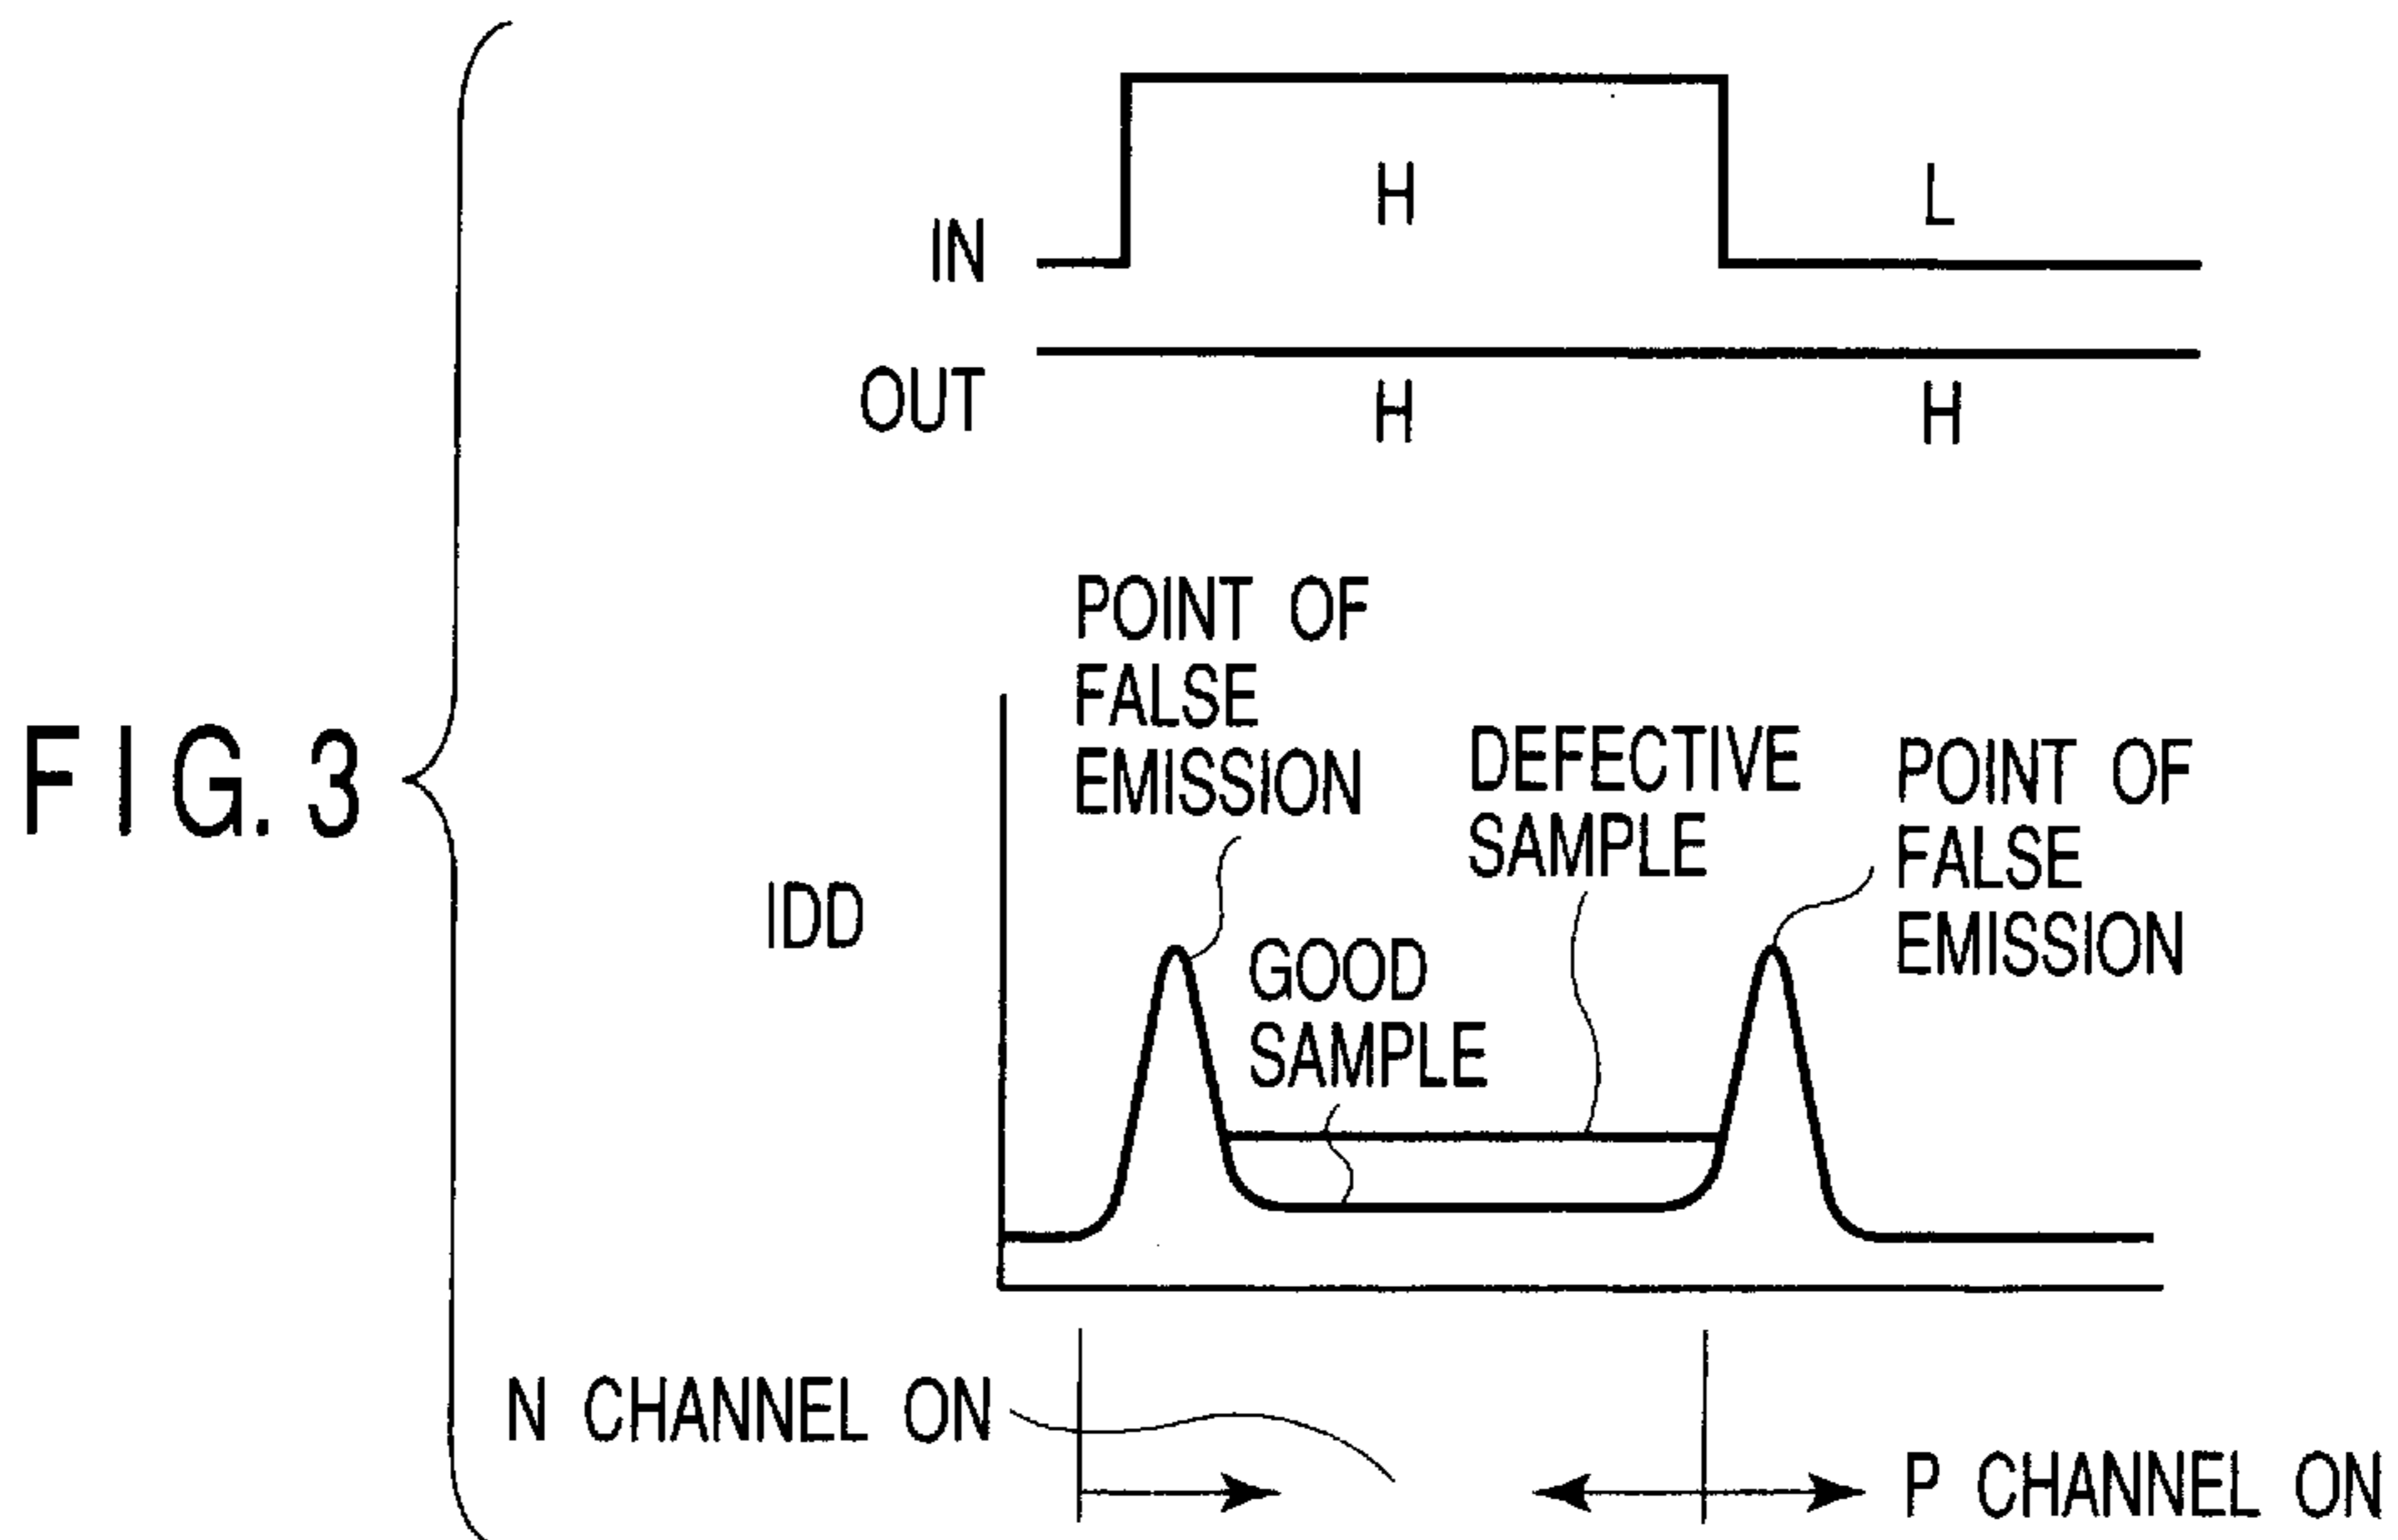 FIG. 3
IN
H
L
OUT
H
H
IDD
POINT OF
FALSE
EMISSION
GOOD
SAMPLE
DEFECTIVE
SAMPLE
POINT OF
FALSE
EMISSION
N CHANNEL ON
P CHANNEL ON